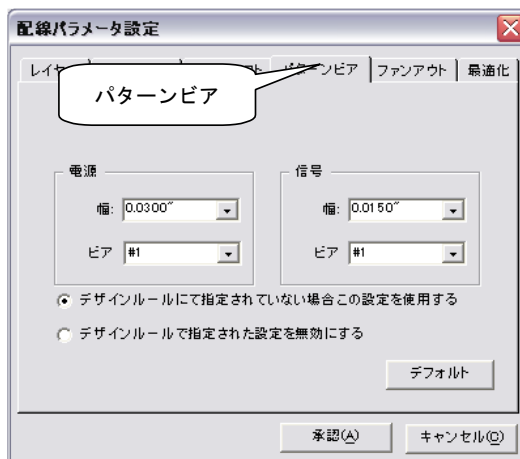 配線パラメータ設定
パターンビア ファンアウト 最適化
パターンビア
電源
幅: 0.0300"
ビア #1
信号
幅: 0.0150"
ビア #1
デザインルールにて指定されていない場合この設定を使用する
デザインルールで指定された設定を無効にする
デフォルト
承認(A)
キャンセル(C)